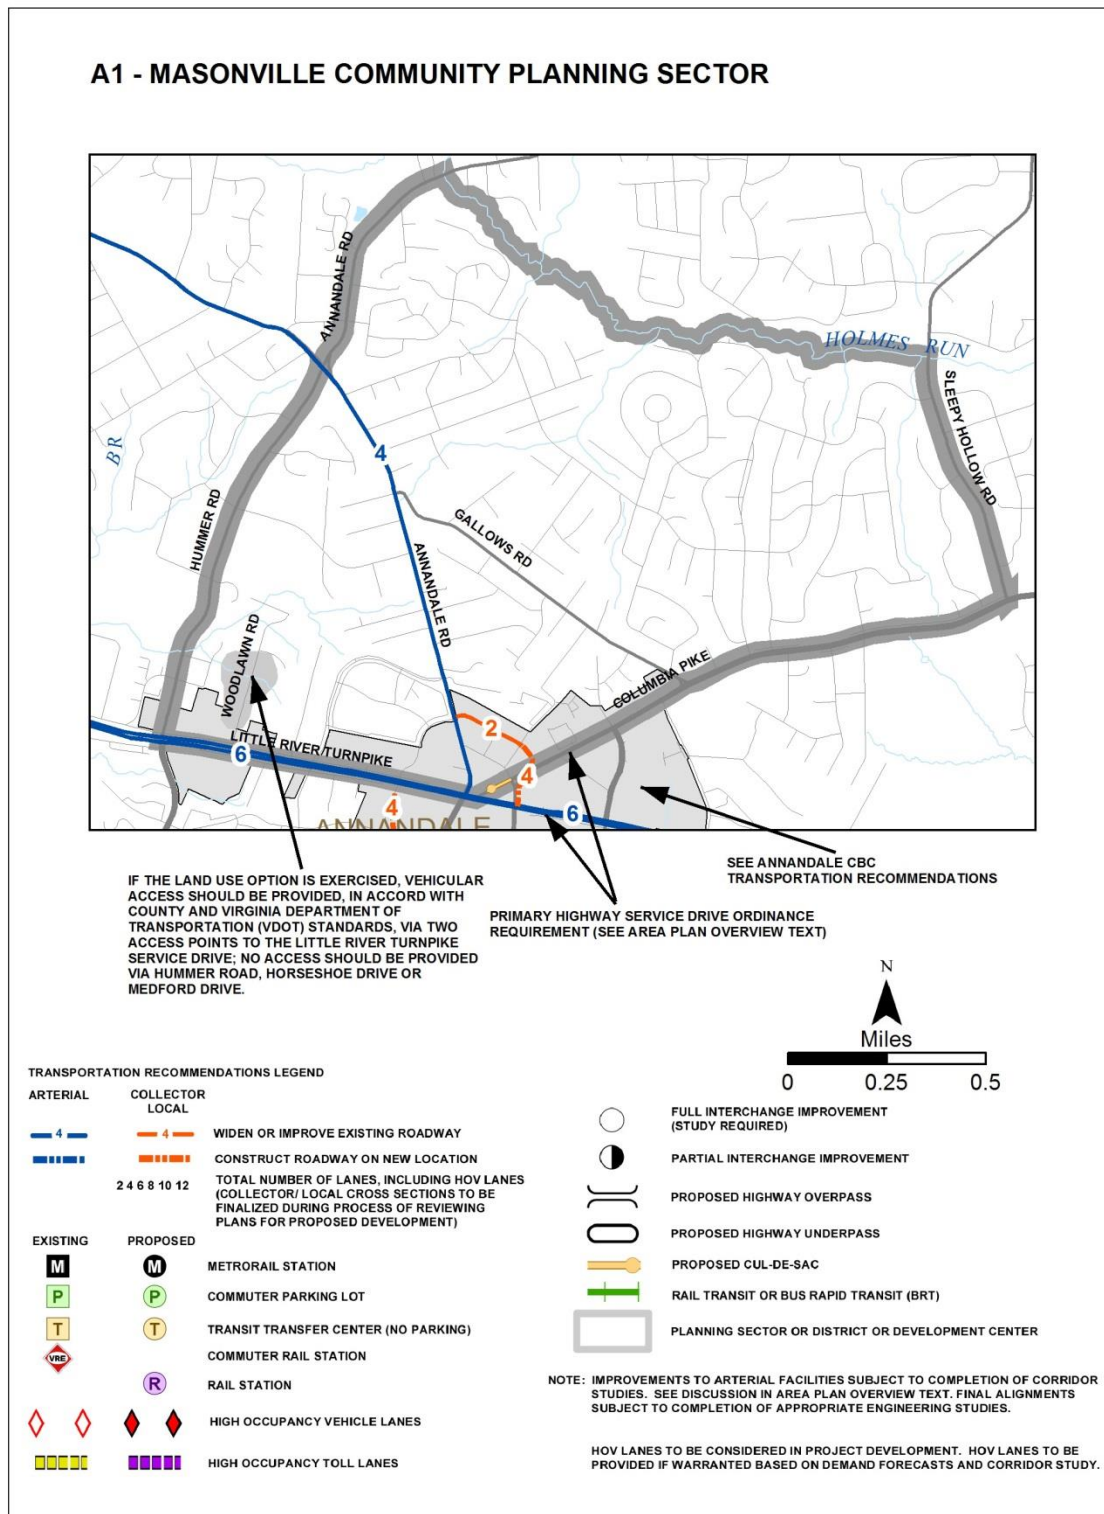 A1 - MASONVILLE COMMUNITY PLANNING SECTOR
ANNANDALE RD
HOLMES RUN
SLEEPY HOLLOW RD
BR
4
HUMMER RD
GALLOWS RD
ANNANDALE RD
WOODLAWN RD
COLUMBIA PIKE
LITTLE RIVER TURNPIKE
2
6
4
4
6
ANNANDALE
IF THE LAND USE OPTION IS EXERCISED, VEHICULAR
ACCESS SHOULD BE PROVIDED, IN ACCORD WITH
COUNTY AND VIRGINIA DEPARTMENT OF
TRANSPORTATION (VDOT) STANDARDS, VIA TWO
ACCESS POINTS TO THE LITTLE RIVER TURNPIKE
SERVICE DRIVE; NO ACCESS SHOULD BE PROVIDED
VIA HUMMER ROAD, HORSESHOE DRIVE OR
MEDFORD DRIVE.
PRIMARY HIGHWAY SERVICE DRIVE ORDINANCE
REQUIREMENT (SEE AREA PLAN OVERVIEW TEXT)
SEE ANNANDALE CBC
TRANSPORTATION RECOMMENDATIONS
N
Miles
0 0.25 0.5
TRANSPORTATION RECOMMENDATIONS LEGEND
ARTERIAL COLLECTOR
LOCAL
4 4 WIDEN OR IMPROVE EXISTING ROADWAY
CONSTRUCT ROADWAY ON NEW LOCATION
2 4 6 8 10 12 TOTAL NUMBER OF LANES, INCLUDING HOV LANES
(COLLECTOR/ LOCAL CROSS SECTIONS TO BE
FINALIZED DURING PROCESS OF REVIEWING
PLANS FOR PROPOSED DEVELOPMENT)
EXISTING PROPOSED
M M METRORAIL STATION
P P COMMUTER PARKING LOT
T T TRANSIT TRANSFER CENTER (NO PARKING)
VRE COMMUTER RAIL STATION
R RAIL STATION
HIGH OCCUPANCY VEHICLE LANES
HIGH OCCUPANCY TOLL LANES
FULL INTERCHANGE IMPROVEMENT
(STUDY REQUIRED)
PARTIAL INTERCHANGE IMPROVEMENT
PROPOSED HIGHWAY OVERPASS
PROPOSED HIGHWAY UNDERPASS
PROPOSED CUL-DE-SAC
RAIL TRANSIT OR BUS RAPID TRANSIT (BRT)
PLANNING SECTOR OR DISTRICT OR DEVELOPMENT CENTER
NOTE: IMPROVEMENTS TO ARTERIAL FACILITIES SUBJECT TO COMPLETION OF CORRIDOR
STUDIES. SEE DISCUSSION IN AREA PLAN OVERVIEW TEXT. FINAL ALIGNMENTS
SUBJECT TO COMPLETION OF APPROPRIATE ENGINEERING STUDIES.
HOV LANES TO BE CONSIDERED IN PROJECT DEVELOPMENT. HOV LANES TO BE
PROVIDED IF WARRANTED BASED ON DEMAND FORECASTS AND CORRIDOR STUDY.